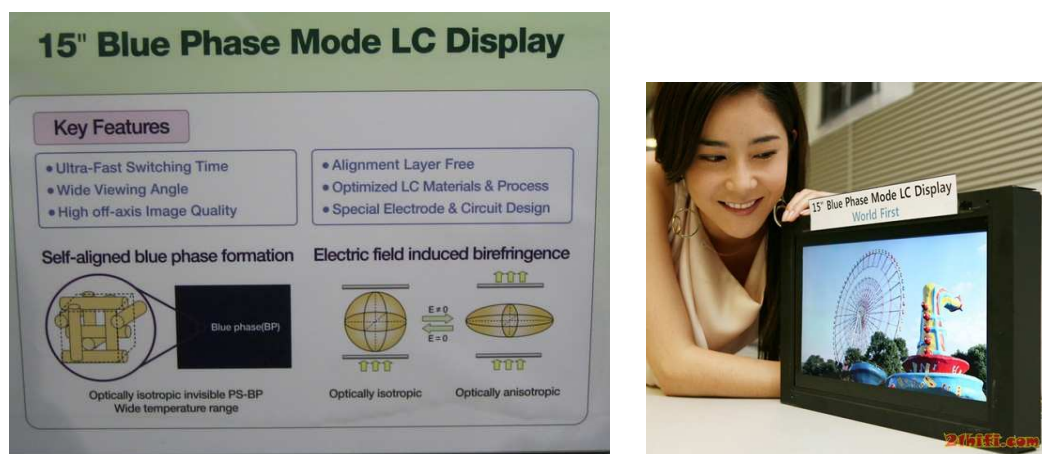 15" Blue Phase Mode LC Display
Key Features
• Ultra-Fast Switching Time
• Wide Viewing Angle
• High off-axis Image Quality
• Alignment Layer Free
• Optimized LC Materials & Process
• Special Electrode & Circuit Design
Self-aligned blue phase formation
Blue phase(BP)
Optically isotropic invisible PS-BP
Wide temperature range
Electric field induced birefringence
E≠0
E=0
Optically isotropic
Optically anisotropic
15" Blue Phase Mode LC Display
World First
21hifi.com